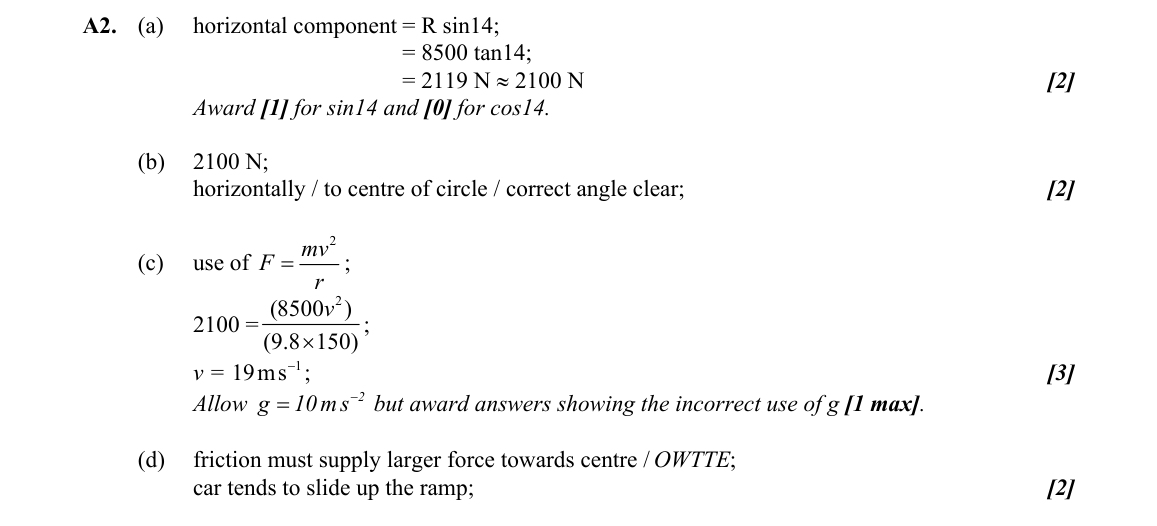 A2. (a) horizontal component = R sin14;
= 8500 tan14;
= 2119 N ≈ 2100 N [2]
Award [1] for sin14 and [0] for cos14.
(b) 2100 N;
horizontally / to centre of circle / correct angle clear; [2]
(c) use of F = mv²/r ;
2100 = (8500v²)/(9.8×150) ;
v = 19 m s⁻¹ ; [3]
Allow g = 10 m s⁻² but award answers showing the incorrect use of g [1 max].
(d) friction must supply larger force towards centre / OWTTE;
car tends to slide up the ramp; [2]